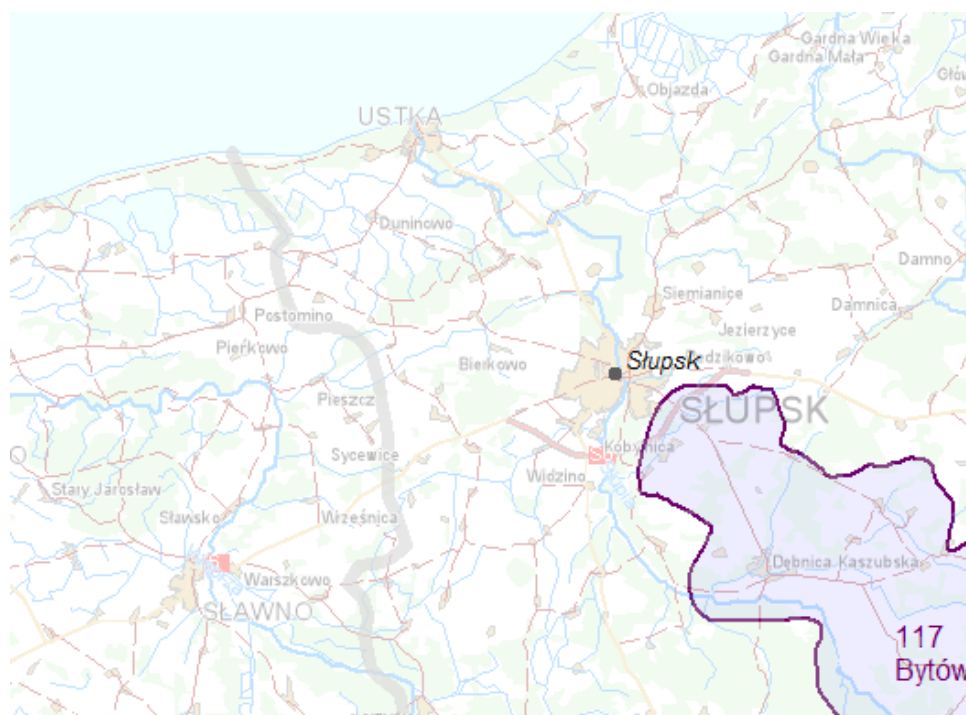 Gardna Wielka
Gardna Mała
Objazda
USTKA
Duninowo
Damno
Siemianice
Damnica
Postomino
Jezierzyce
Pieńkowo
Bierkowo
Słupsk
Pieszcz
SŁUPSK
Sycewice
Kobylnica
Widzino
Stary Jarosław
Sławsko
Wrześnica
Warszkowo
Dębnica Kaszubska
SŁAWNO
117
Bytów